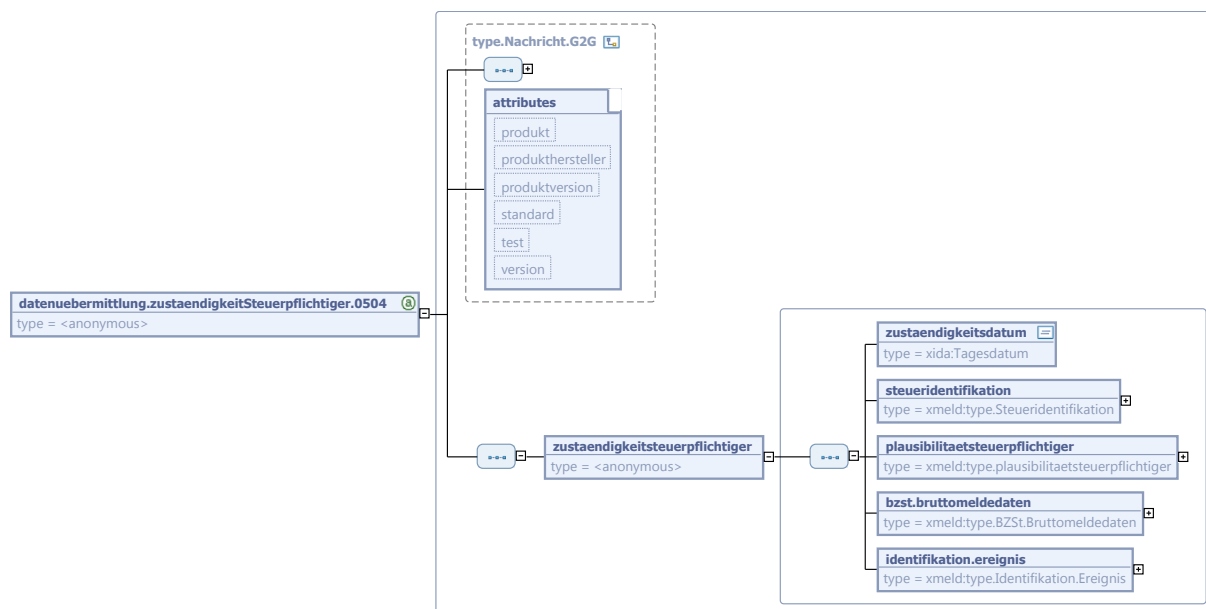 type.Nachricht.G2G
attributes
produkt
produkthersteller
produktversion
standard
test
version
datenuebermittlung.zustaendigkeitSteuerpflichtiger.0504
type = <anonymous>
zustaendigkeitsteuerpflichtiger
type = <anonymous>
zustaendigkeitsdatum
type = xida:Tagesdatum
steueridentifikation
type = xmeld:type.Steueridentifikation
plausibilitaetsteuerpflichtiger
type = xmeld:type.plausibilitaetsteuerpflichtiger
bzst.bruttomeldedaten
type = xmeld:type.BZSt.Bruttomeldedaten
identifikation.ereignis
type = xmeld:type.Identifikation.Ereignis